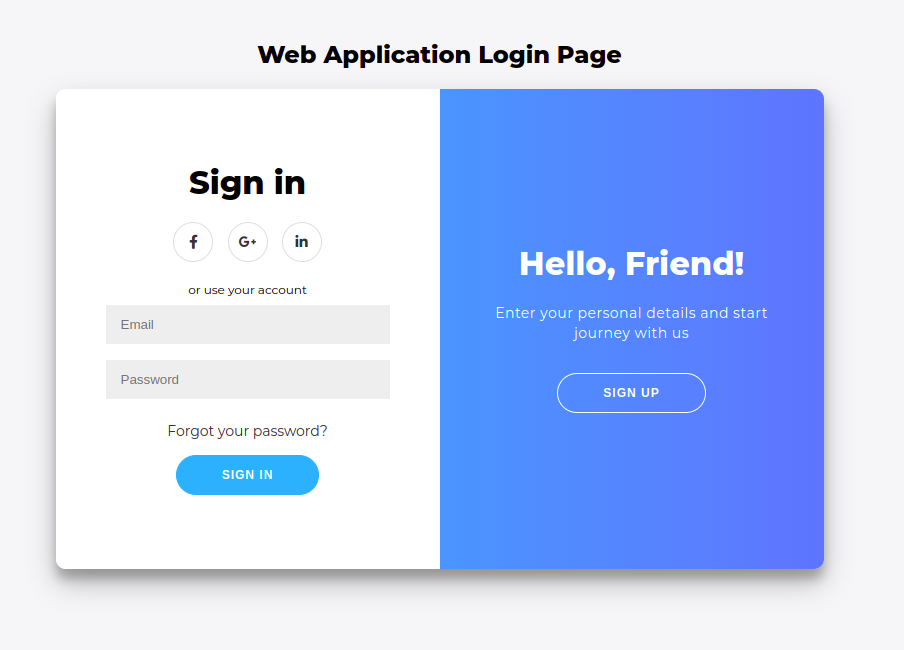 Web Application Login Page
Sign in
or use your account
Email
Password
Forgot your password?
SIGN IN
Hello, Friend!
Enter your personal details and start
journey with us
SIGN UP